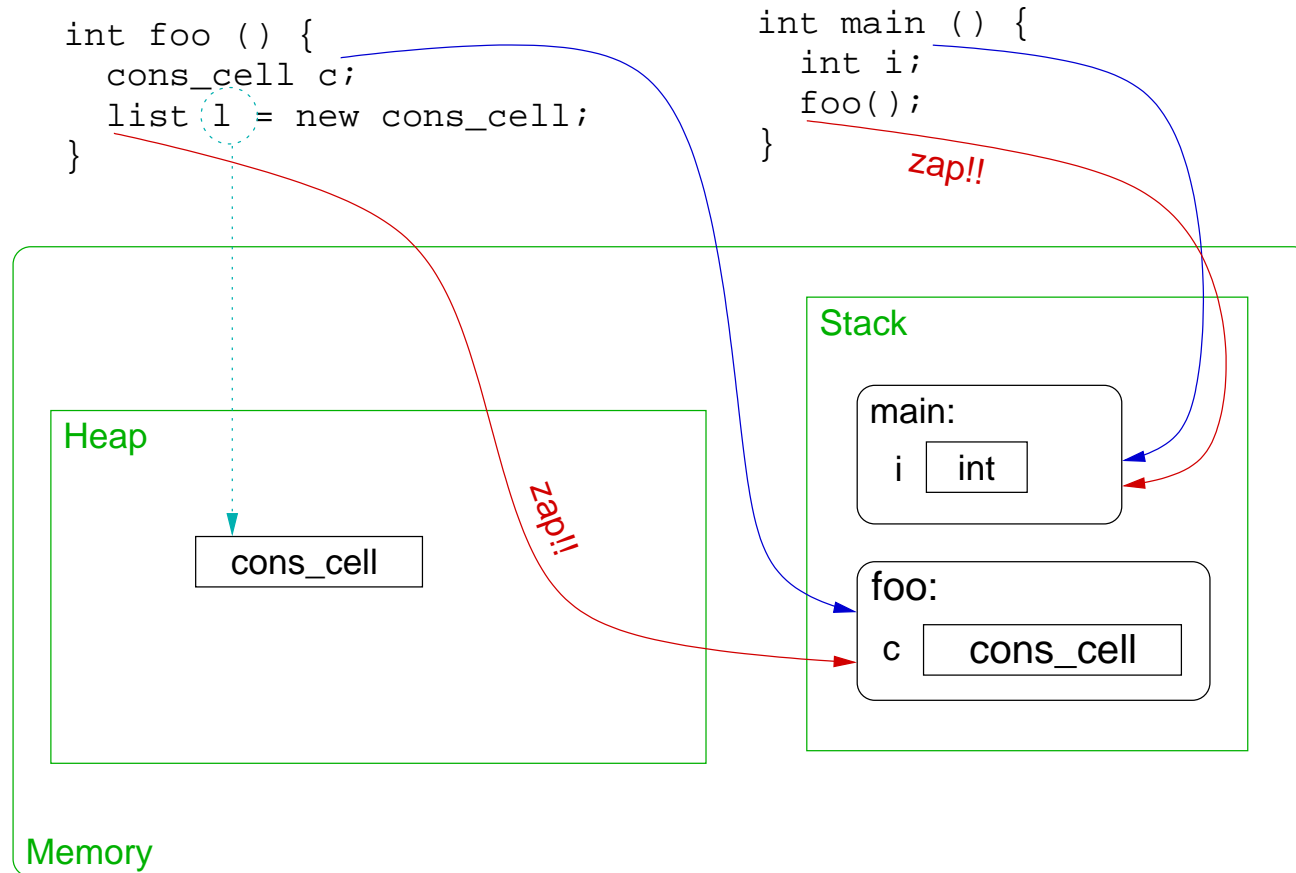 int foo () {
  cons_cell c;
  list l = new cons_cell;
}
int main () {
  int i;
  foo();
}
zap!!
Stack
main:
i int
Heap
zap!!
cons_cell
foo:
c cons_cell
Memory